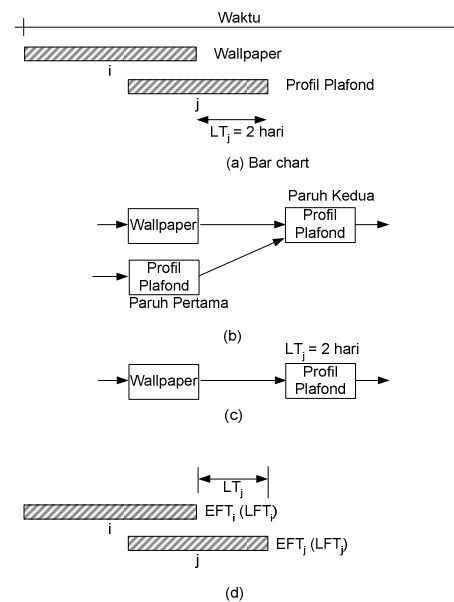 Waktu
Wallpaper
i
Profil Plafond
j
LTj = 2 hari
(a) Bar chart
Paruh Kedua
Wallpaper
Profil
Plafond
Profil
Plafond
Paruh Pertama
(b)
LTj = 2 hari
Wallpaper
Profil
Plafond
(c)
LTj
EFTi (LFTi)
i
EFTj (LFTj)
j
(d)